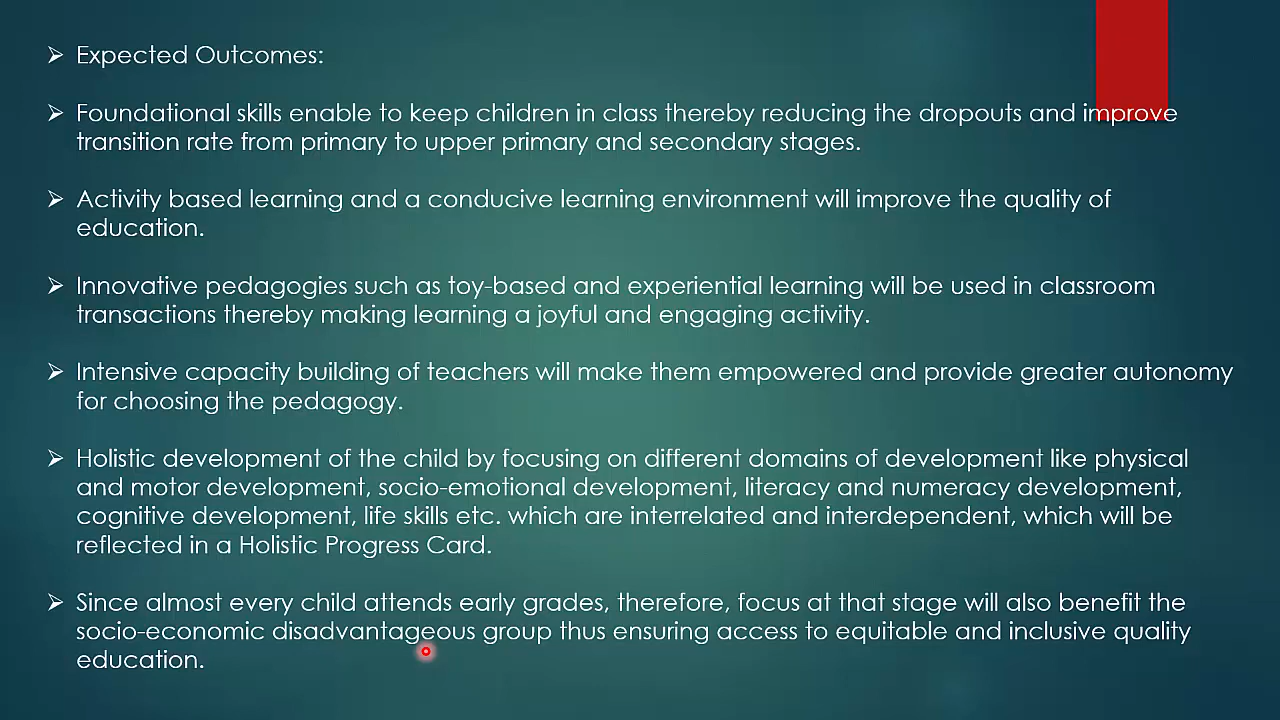 Expected Outcomes:
Foundational skills enable to keep children in class thereby reducing the dropouts and improve
transition rate from primary to upper primary and secondary stages.
Activity based learning and a conducive learning environment will improve the quality of
education.
Innovative pedagogies such as toy-based and experiential learning will be used in classroom
transactions thereby making learning a joyful and engaging activity.
Intensive capacity building of teachers will make them empowered and provide greater autonomy
for choosing the pedagogy.
Holistic development of the child by focusing on different domains of development like physical
and motor development, socio-emotional development, literacy and numeracy development,
cognitive development, life skills etc. which are interrelated and interdependent, which will be
reflected in a Holistic Progress Card.
Since almost every child attends early grades, therefore, focus at that stage will also benefit the
socio-economic disadvantageous group thus ensuring access to equitable and inclusive quality
education.